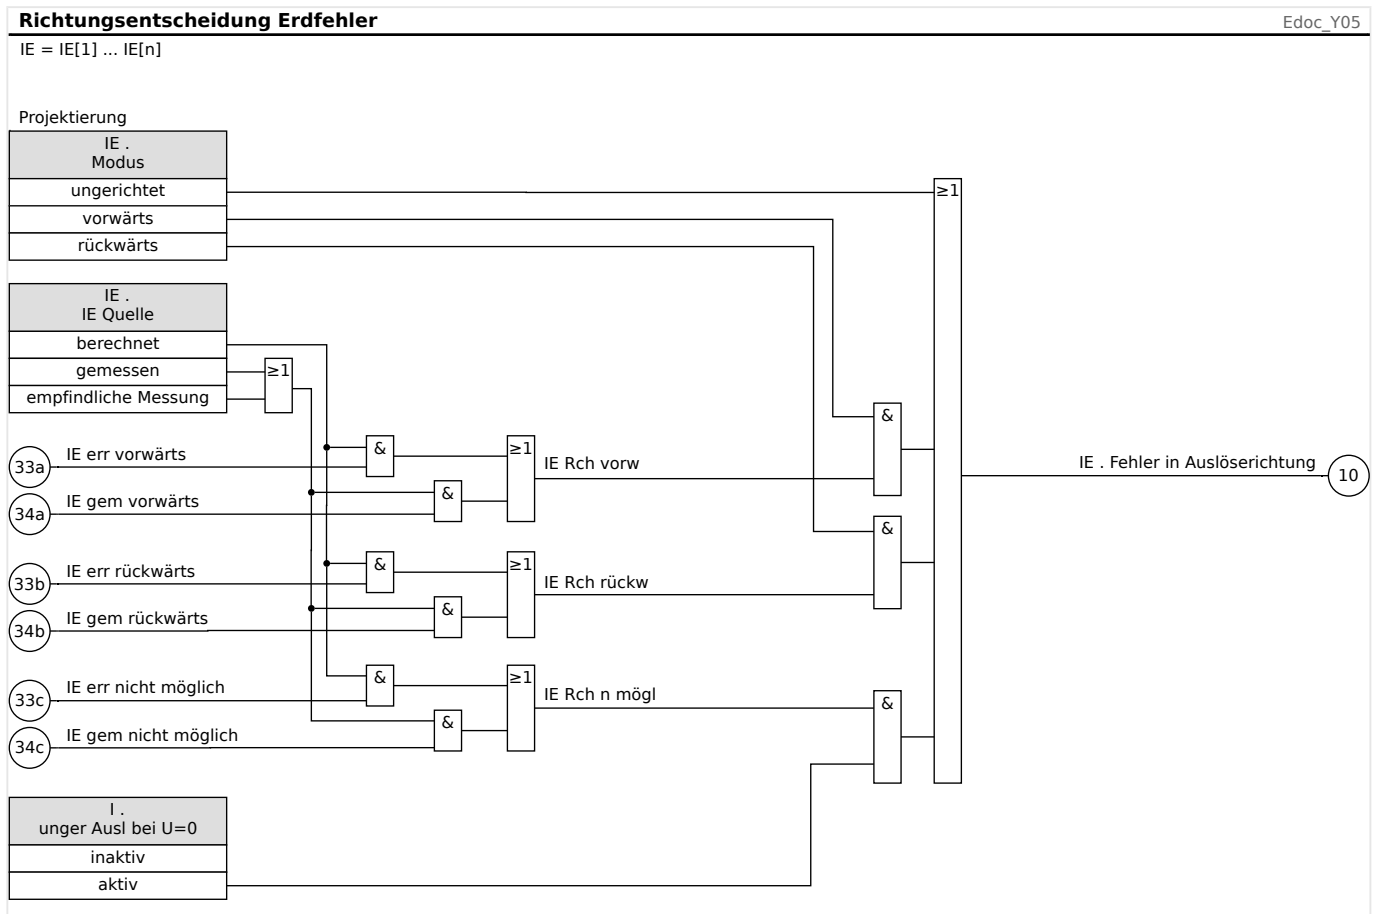 Richtungsentscheidung Erdfehler
Edoc_Y05
IE = IE[1] ... IE[n]
Projektierung
IE .
Modus
ungerichtet
vorwärts
rückwärts
≥1
IE .
IE Quelle
berechnet
gemessen
empfindliche Messung
≥1
&
33a
IE err vorwärts
&
≥1
IE Rch vorw
34a
IE gem vorwärts
&
IE . Fehler in Auslöserichtung
10
&
33b
IE err rückwärts
&
≥1
IE Rch rückw
34b
IE gem rückwärts
&
33c
IE err nicht möglich
&
≥1
IE Rch n mögl
&
34c
IE gem nicht möglich
&
I .
unger Ausl bei U=0
inaktiv
aktiv